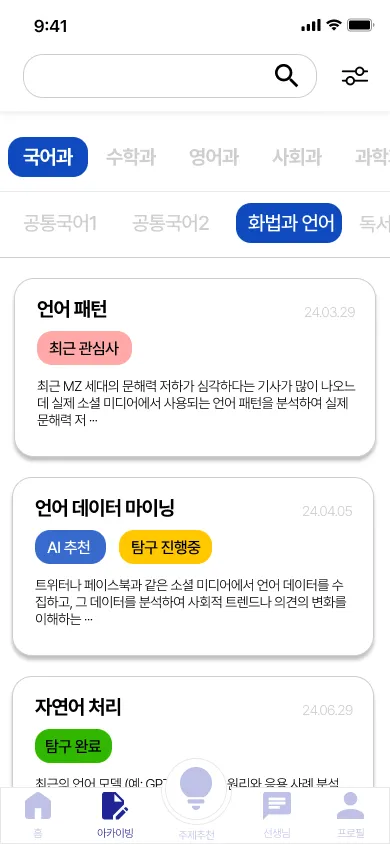 9:41
국어과 수학과 영어과 사회과 과학
공통국어1 공통국어2 화법과 언어 독서
언어 패턴 24.03.29
최근 관심사
최근 MZ 세대의 문해력 저하가 심각하다는 기사가 많이 나오느
데 실제 소셜 미디어에서 사용되는 언어 패턴을 분석하여 실제
문해력 저 ...
언어 데이터 마이닝 24.04.05
AI 추천 탐구 진행중
트위터나 페이스북과 같은 소셜 미디어에서 언어 데이터를 수
집하고, 그 데이터를 분석하여 사회적 트렌드나 의견의 변화를
이해하는 ...
자연어 처리 24.06.29
탐구 완료
최근의 언어 모델 (예: GPT 원리와 응용 사례 분석
홈 아카이빙 주제추천 선생님 프로필